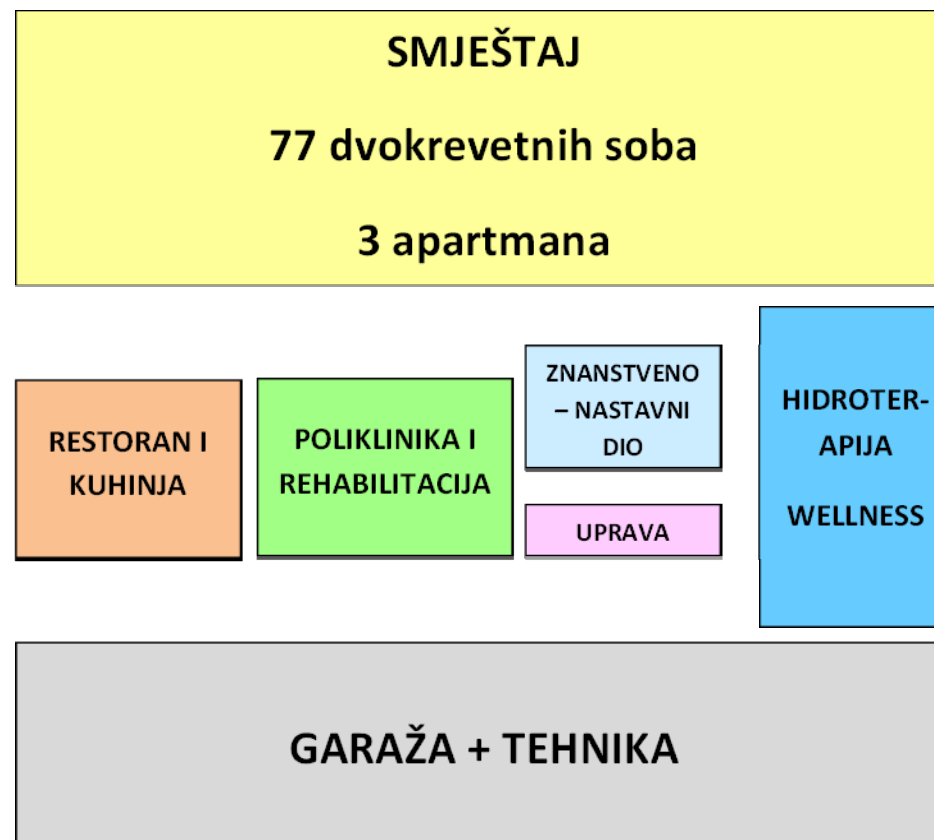 SMJEŠTAJ
77 dvokrevetnih soba
3 apartmana
RESTORAN I
KUHINJA
POLIKLINIKA I
REHABILITACIJA
ZNANSTVENO
– NASTAVNI
DIO
UPRAVA
HIDROTER-
APIJA
WELLNESS
GARAŽA + TEHNIKA